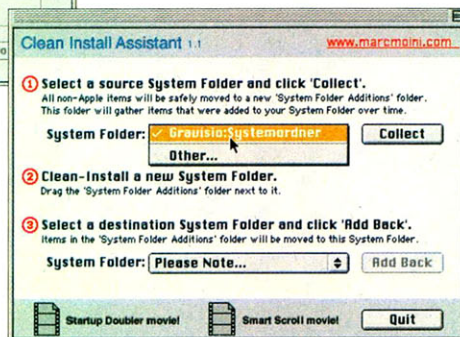 Clean Install Assistant 1.1
www.marcmoini.com
① Select a source System Folder and click 'Collect'.
All non-Apple items will be safely moved to a new 'System Folder Additions' folder.
This folder will gather items that were added to your System Folder over time.
System Folder: ✓ Gravisio:Systemordner Collect
Other...
② Clean-Install a new System Folder.
Drag the 'System Folder Additions' folder next to it.
③ Select a destination System Folder and click 'Add Back'.
Items in the 'System Folder Additions' folder will be moved to this System Folder.
System Folder: Please Note... Add Back
Startup Doubler movie! Smart Scroll movie! Quit